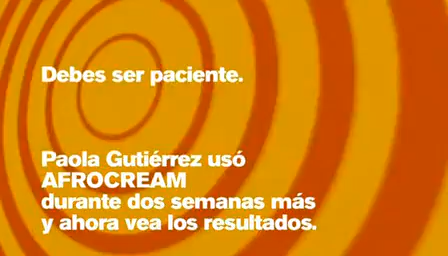 Debes ser paciente.
Paola Gutiérrez usó
AFROCREAM
durante dos semanas más
y ahora vea los resultados.